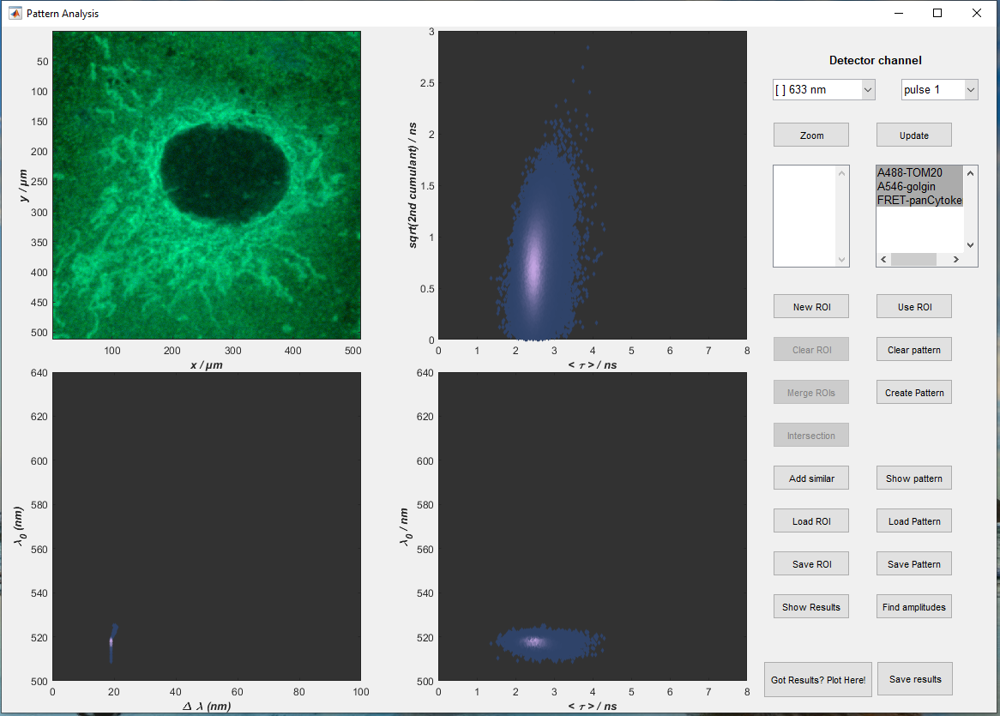 Pattern Analysis
50
100
150
200
250
300
350
400
450
500
y / µm
100
200
300
400
500
x / µm
3
2.5
2
1.5
1
0.5
0
sqrt(2nd cumulant) / ns
0
1
2
3
4
5
6
7
8
< τ > / ns
640
620
600
580
560
540
520
500
λ0 (nm)
0
20
40
60
80
100
Δ λ (nm)
640
620
600
580
560
540
520
500
λ0 / nm
0
1
2
3
4
5
6
7
8
< τ > / ns
Detector channel
[ ] 633 nm
pulse 1
Zoom
Update
A488-TOM20
A546-golgin
FRET-panCytoke
New ROI
Use ROI
Clear ROI
Clear pattern
Merge ROIs
Create Pattern
Intersection
Add similar
Show pattern
Load ROI
Load Pattern
Save ROI
Save Pattern
Show Results
Find amplitudes
Got Results? Plot Here!
Save results